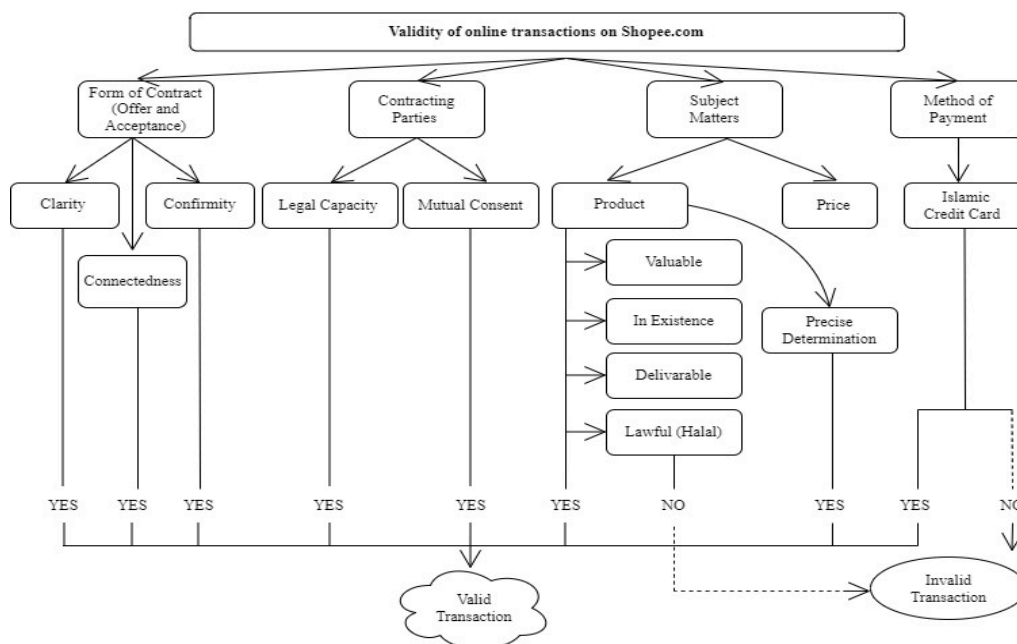 Validity of online transactions on Shopee.com
Form of Contract
(Offer and
Acceptance)
Contracting
Parties
Subject
Matters
Method of
Payment
Clarity
Confirmity
Legal Capacity
Mutual Consent
Product
Price
Islamic
Credit Card
Connectedness
Valuable
In Existence
Precise
Determination
Delivarable
Lawful (Halal)
YES
YES
YES
YES
YES
YES
NO
YES
YES
NO
Valid
Transaction
Invalid
Transaction